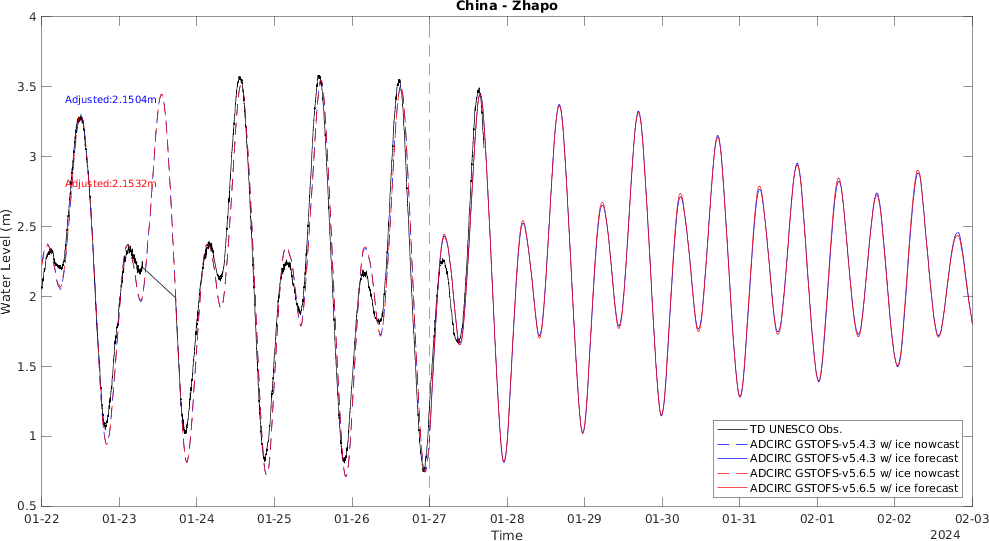 China - Zhapo
4
3.5
3
2.5
2
1.5
1
0.5
Water Level (m)
Adjusted:2.1504m
Adjusted:2.1532m
TD UNESCO Obs.
ADCIRC GSTOFS-v5.4.3 w/ ice nowcast
ADCIRC GSTOFS-v5.4.3 w/ ice forecast
ADCIRC GSTOFS-v5.6.5 w/ ice nowcast
ADCIRC GSTOFS-v5.6.5 w/ ice forecast
01-22 01-23 01-24 01-25 01-26 01-27 01-28 01-29 01-30 01-31 02-01 02-02 02-03
Time
2024